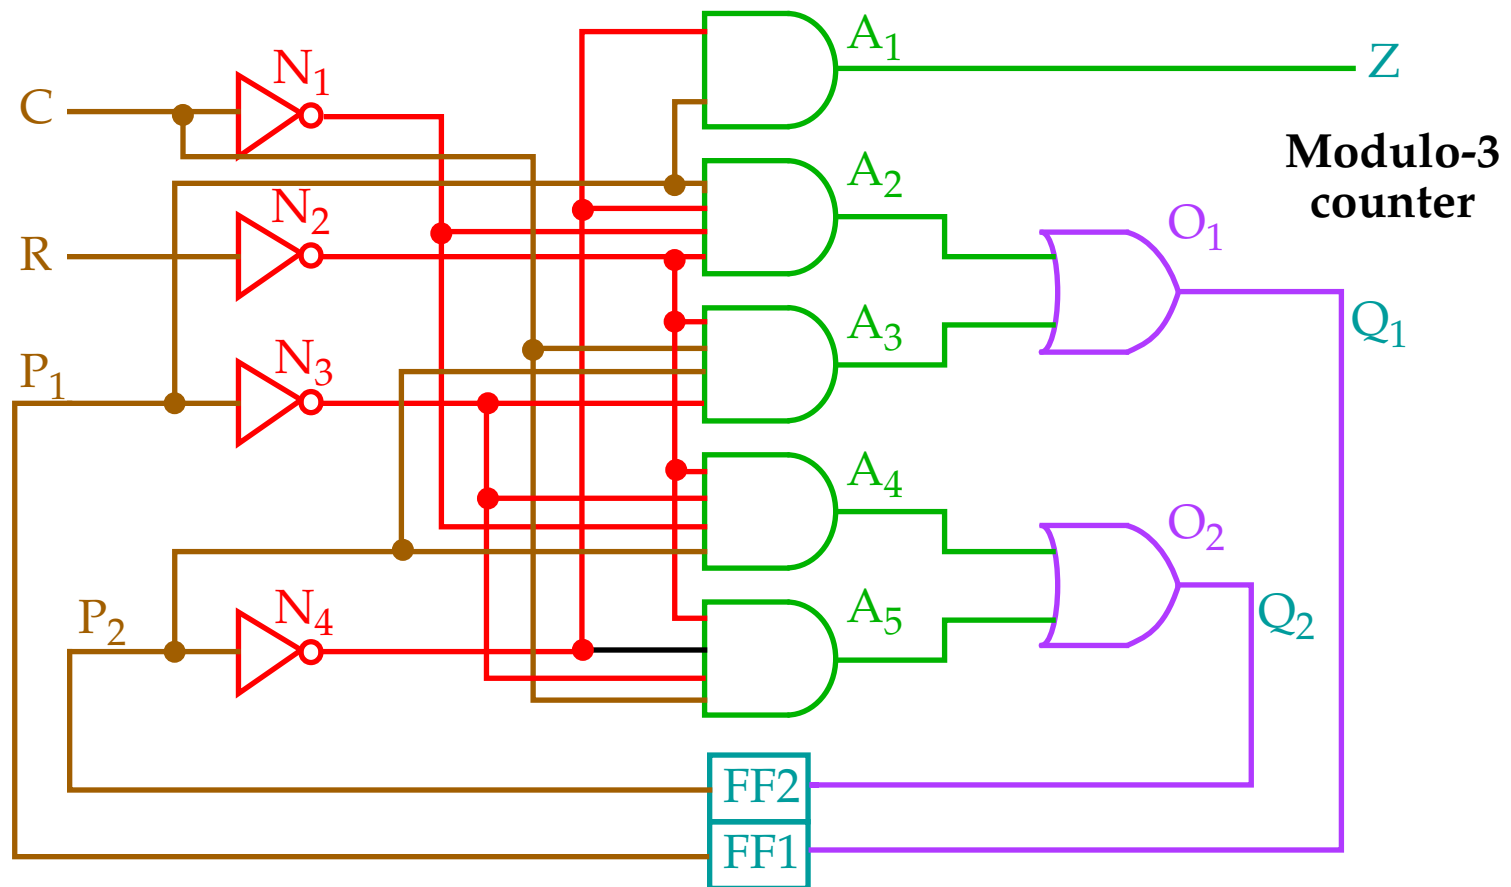 A₁
Z
N₁
C
Modulo-3
counter
A₂
N₂
O₁
R
A₃
Q₁
N₃
P₁
A₄
O₂
N₄
A₅
P₂
Q₂
FF2
FF1